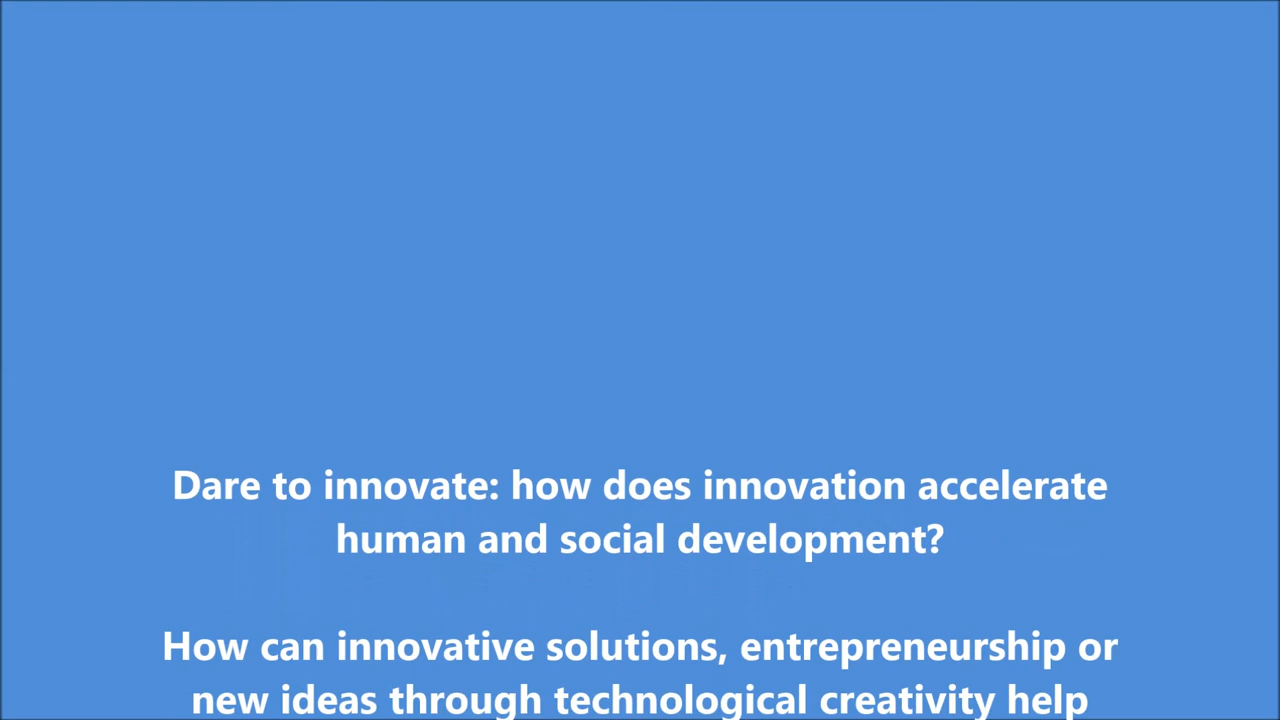 Dare to innovate: how does innovation accelerate
human and social development?
How can innovative solutions, entrepreneurship or
new ideas through technological creativity help